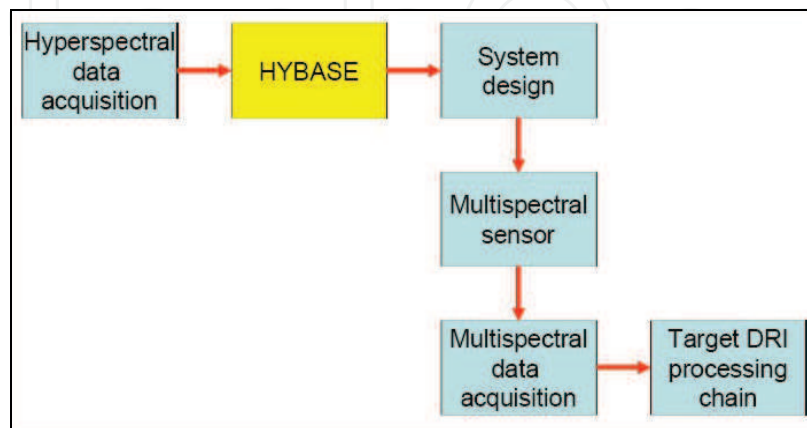 Hyperspectral
data
acquisition
HYBASE
System
design
Multispectral
sensor
Multispectral
data
acquisition
Target DRI
processing
chain